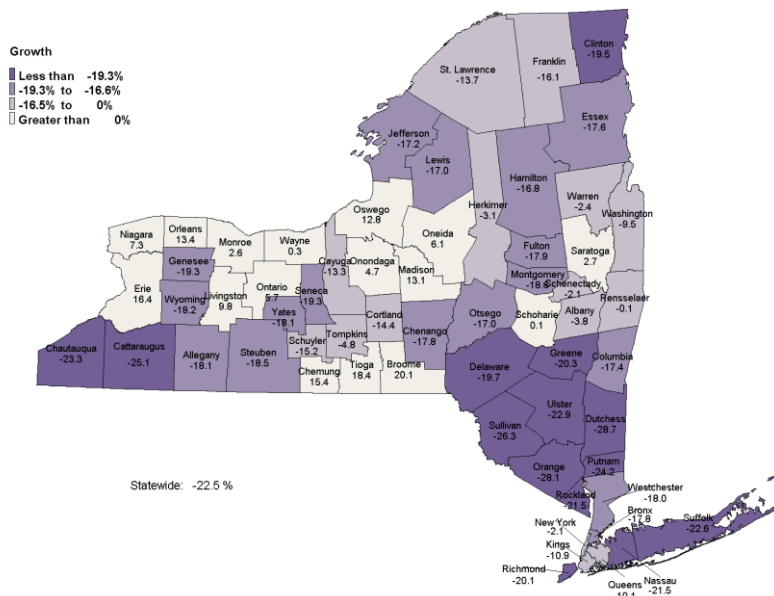 Growth
Less than -19.3%
-19.3% to -16.6%
-16.5% to 0%
Greater than 0%
Clinton
-19.5
Franklin
-16.1
St. Lawrence
-13.7
Essex
-17.6
Jefferson
-17.2
Lewis
-17.0
Hamilton
-16.8
Herkimer
-3.1
Warren
-2.4
Washington
-9.5
Oswego
12.8
Oneida
6.1
Fulton
-17.9
Saratoga
2.7
Niagara
7.3
Orleans
13.4
Monroe
2.6
Wayne
0.3
Cayuga
-13.3
Onondaga
4.7
Madison
13.1
Montgomery
Schenectady
-2.1
Rensselaer
-0.1
Genesee
-19.3
Erie
16.4
Wyoming
-18.2
Livingston
9.8
Ontario
5.7
Seneca
-19.3
Yates
-18.1
Cortland
-14.4
Chenango
-17.8
Otsego
-17.0
Schoharie
0.1
Albany
-3.8
Chautauqua
-23.3
Cattaraugus
-25.1
Allegany
-18.1
Steuben
-18.5
Schuyler
-15.2
Tompkins
-4.8
Chemung
15.4
Tioga
18.4
Broome
20.1
Delaware
-19.7
Greene
-20.3
Columbia
-17.4
Ulster
-22.9
Dutchess
-28.7
Sullivan
-26.3
Orange
-28.1
Putnam
-24.2
Statewide: -22.5 %
Rockland
-21.5
Westchester
-18.0
Bronx
-17.8
Suffolk
-22.6
New York
-2.1
Kings
-10.9
Richmond
-20.1
Queens
Nassau
-21.5